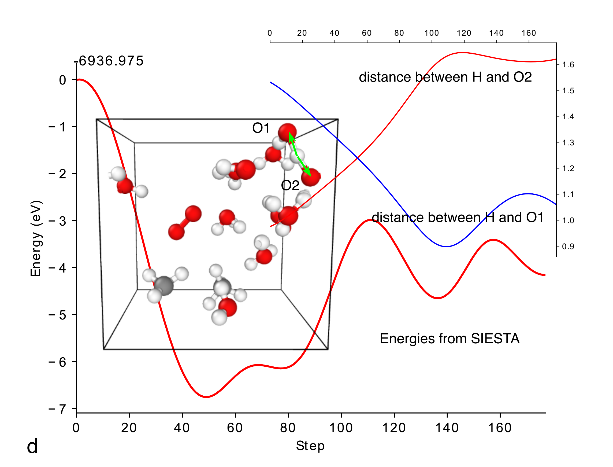 0 20 40 60 80 100 120 140 160
-6936.975
1.6
1.5
1.4
1.3
1.2
1.1
1.0
0.9
distance between H and O2
O1
O2
distance between H and O1
Energies from SIESTA
Energy (eV)
0
−1
−2
−3
−4
−5
−6
−7
0 20 40 60 80 100 120 140 160
Step
d